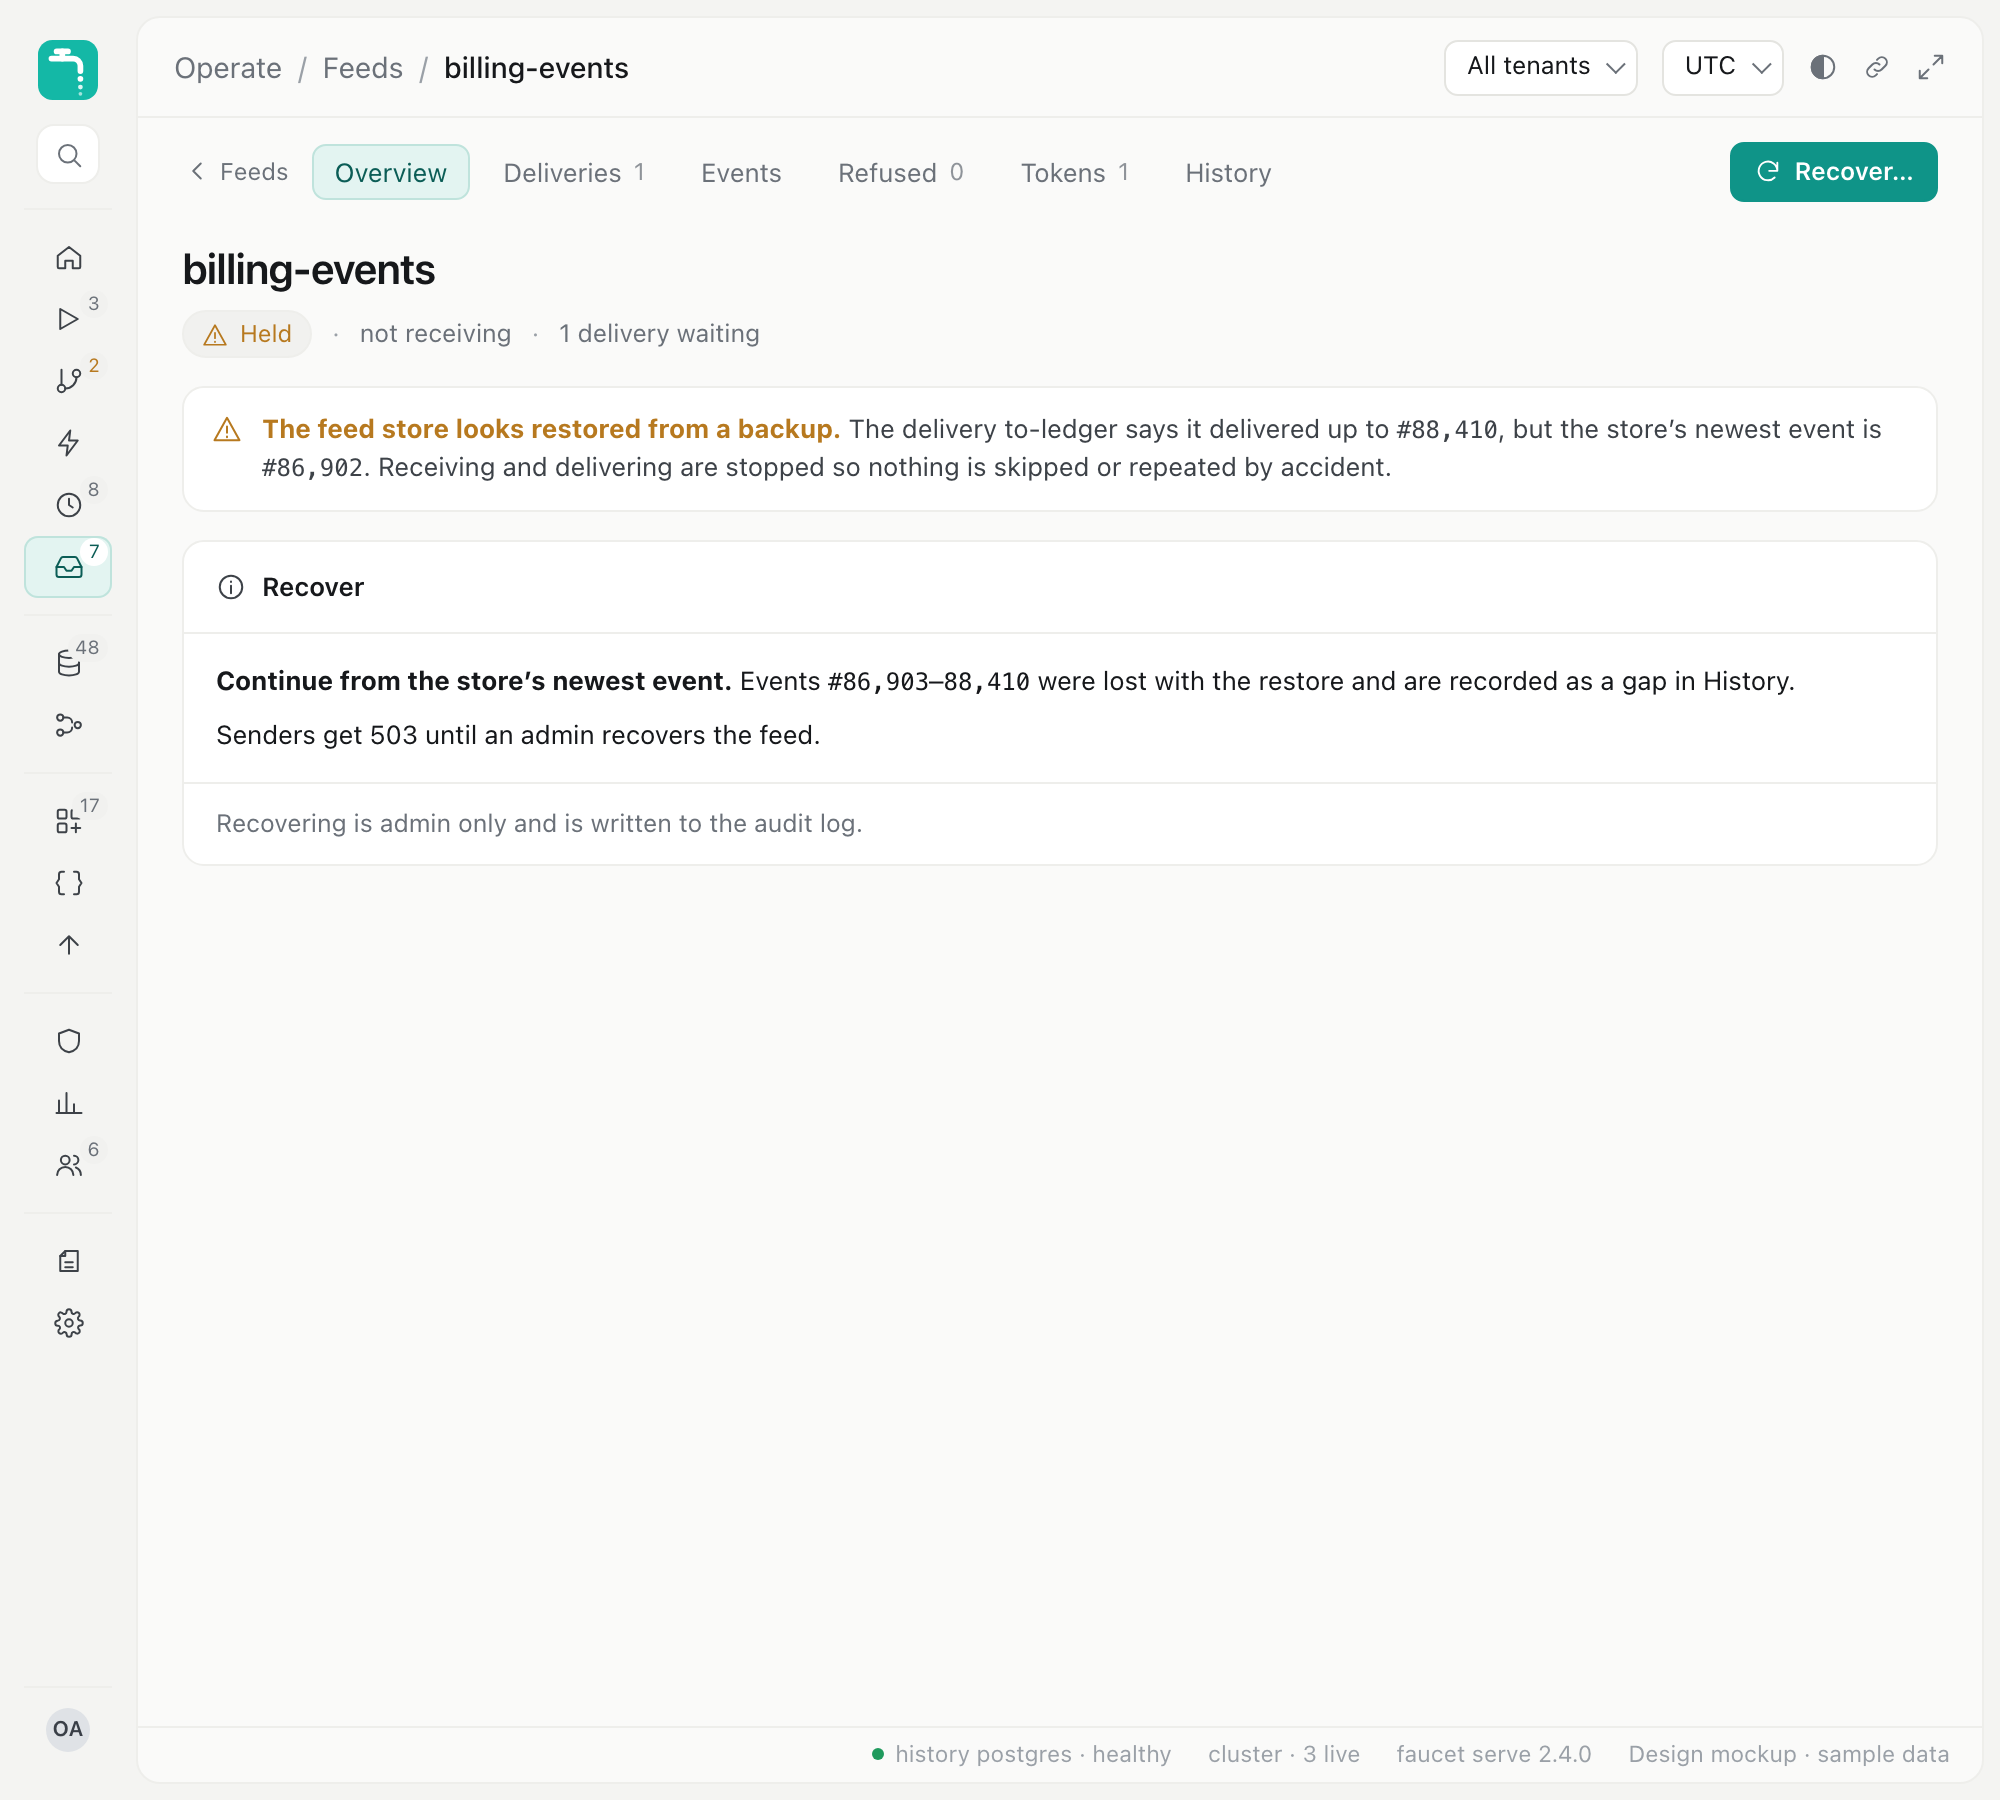 Operate / Feeds / billing-events
All tenants
UTC
Feeds
Overview
Deliveries 1
Events
Refused 0
Tokens 1
History
Recover...
billing-events
Held · not receiving · 1 delivery waiting
The feed store looks restored from a backup. The delivery to-ledger says it delivered up to #88,410, but the store’s newest event is
#86,902. Receiving and delivering are stopped so nothing is skipped or repeated by accident.
Recover
Continue from the store’s newest event. Events #86,903–88,410 were lost with the restore and are recorded as a gap in History.
Senders get 503 until an admin recovers the feed.
Recovering is admin only and is written to the audit log.
3
2
8
7
48
17
6
OA
history postgres · healthy
cluster · 3 live
faucet serve 2.4.0
Design mockup · sample data